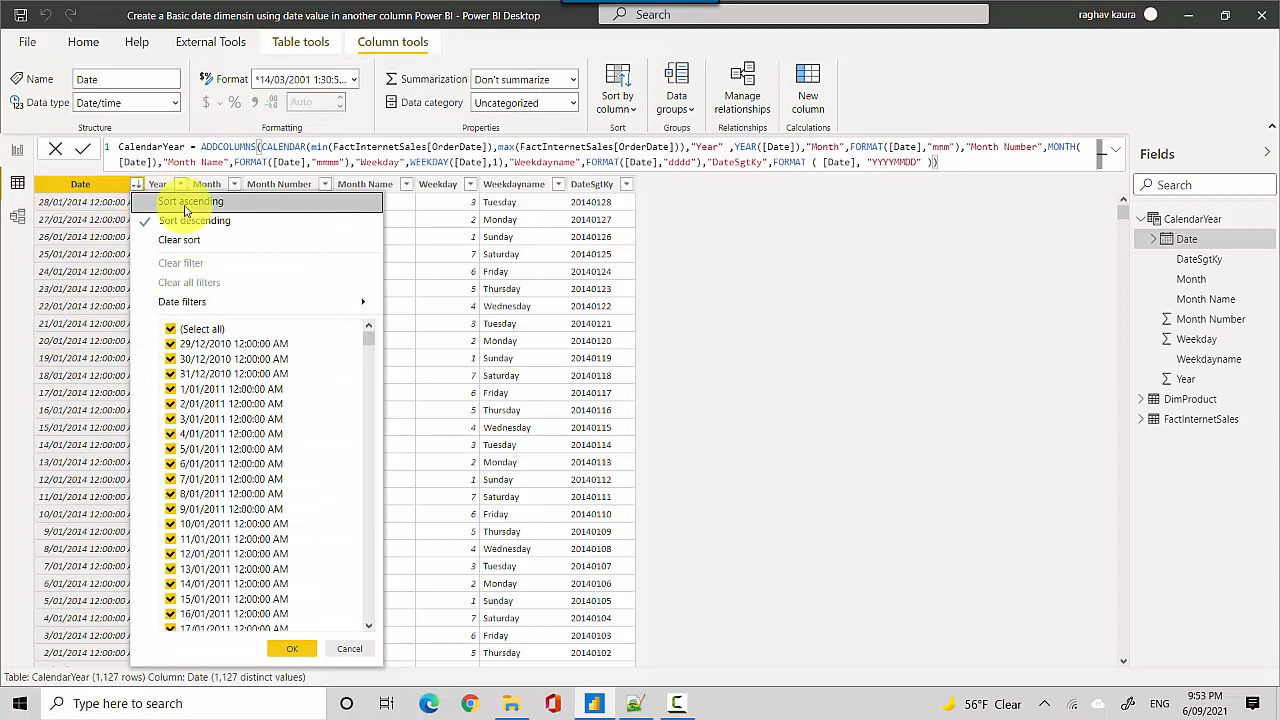 Create a Basic date dimensin using date value in another column Power BI - Power BI Desktop
Search
raghav kaura
File
Home
Help
External Tools
Table tools
Column tools
Name
Date
Format
*14/03/2001 1:30:5...
Summarization
Don't summarize
Data type
Date/time
$
%
Auto
Data category
Uncategorized
Sort by
column
Data
groups
Manage
relationships
New
column
Structure
Formatting
Properties
Sort
Groups
Relationships
Calculations
1 CalendarYear = ADDCOLUMNS(CALENDAR(min(FactInternetSales[OrderDate]),max(FactInternetSales[OrderDate])),"Year" ,YEAR([Date]),"Month",FORMAT([Date],"mmm"),"Month Number",MONTH(
[Date]),"Month Name",FORMAT([Date],"mmmm"),"Weekday",WEEKDAY([Date],1),"Weekdayname",FORMAT([Date],"dddd"),"DateSgtKy",FORMAT ( [Date], "YYYYMMDD" ))
Date Year Month Month Number Month Name Weekday Weekdayname DateSgtKy
28/01/2014 12:00:00 3 Tuesday 20140128
27/01/2014 12:00:00 2 Monday 20140127
26/01/2014 12:00:00 1 Sunday 20140126
25/01/2014 12:00:00 7 Saturday 20140125
24/01/2014 12:00:00 6 Friday 20140124
23/01/2014 12:00:00 5 Thursday 20140123
22/01/2014 12:00:00 4 Wednesday 20140122
21/01/2014 12:00:00 3 Tuesday 20140121
20/01/2014 12:00:00 2 Monday 20140120
19/01/2014 12:00:00 1 Sunday 20140119
18/01/2014 12:00:00 7 Saturday 20140118
17/01/2014 12:00:00 6 Friday 20140117
16/01/2014 12:00:00 5 Thursday 20140116
15/01/2014 12:00:00 4 Wednesday 20140115
14/01/2014 12:00:00 3 Tuesday 20140114
13/01/2014 12:00:00 2 Monday 20140113
12/01/2014 12:00:00 1 Sunday 20140112
11/01/2014 12:00:00 7 Saturday 20140111
10/01/2014 12:00:00 6 Friday 20140110
9/01/2014 12:00:00 5 Thursday 20140109
8/01/2014 12:00:00 4 Wednesday 20140108
7/01/2014 12:00:00 3 Tuesday 20140107
6/01/2014 12:00:00 2 Monday 20140106
5/01/2014 12:00:00 1 Sunday 20140105
4/01/2014 12:00:00 7 Saturday 20140104
3/01/2014 12:00:00 6 Friday 20140103
2/01/2014 12:00:00 5 Thursday 20140102
Sort ascending
Sort descending
Clear sort
Clear filter
Clear all filters
Date filters
(Select all)
29/12/2010 12:00:00 AM
30/12/2010 12:00:00 AM
31/12/2010 12:00:00 AM
1/01/2011 12:00:00 AM
2/01/2011 12:00:00 AM
3/01/2011 12:00:00 AM
4/01/2011 12:00:00 AM
5/01/2011 12:00:00 AM
6/01/2011 12:00:00 AM
7/01/2011 12:00:00 AM
8/01/2011 12:00:00 AM
9/01/2011 12:00:00 AM
10/01/2011 12:00:00 AM
11/01/2011 12:00:00 AM
12/01/2011 12:00:00 AM
13/01/2011 12:00:00 AM
14/01/2011 12:00:00 AM
15/01/2011 12:00:00 AM
16/01/2011 12:00:00 AM
17/01/2011 12:00:00 AM
OK
Cancel
Fields
Search
CalendarYear
Date
DateSgtKy
Month
Month Name
Month Number
Weekday
Weekdayname
Year
DimProduct
FactInternetSales
Table: CalendarYear (1,127 rows) Column: Date (1,127 distinct values)
Type here to search
56°F Clear
ENG
9:53 PM
6/09/2021